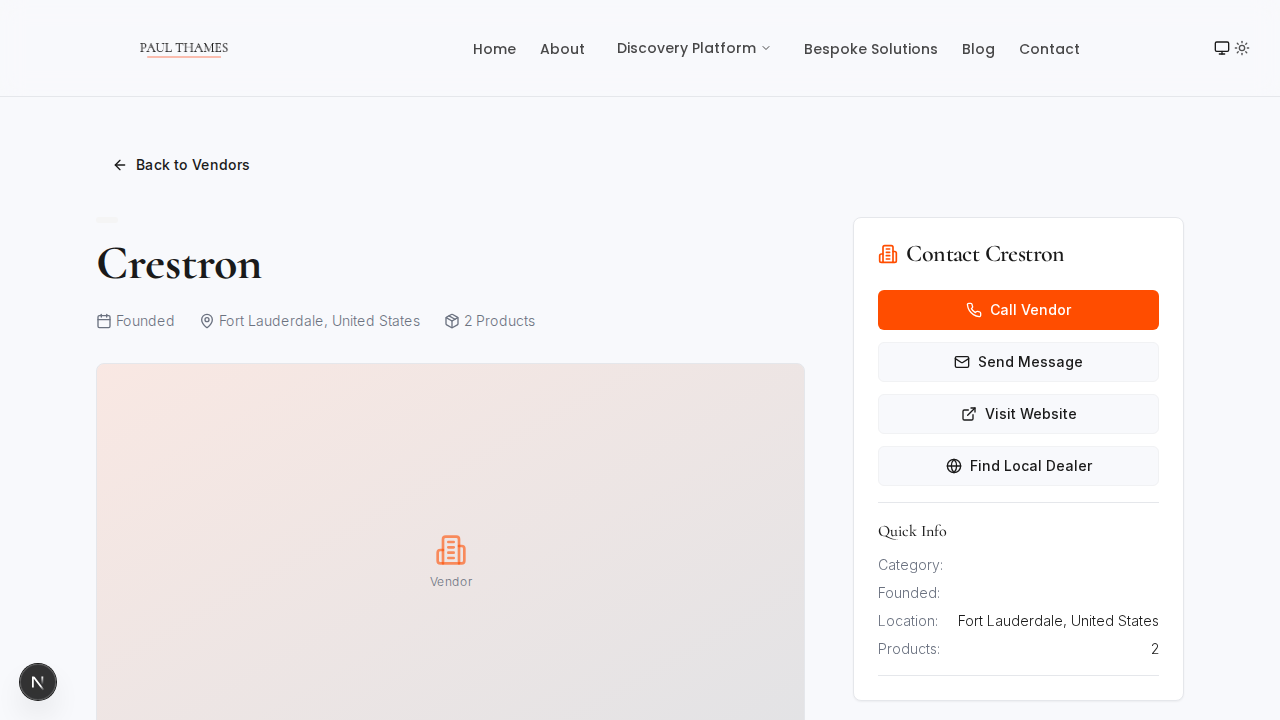 PAUL THAMES
Home
About
Discovery Platform
Bespoke Solutions
Blog
Contact
Back to Vendors
Crestron
Founded
Fort Lauderdale, United States
2 Products
Vendor
Contact Crestron
Call Vendor
Send Message
Visit Website
Find Local Dealer
Quick Info
Category:
Founded:
Location: Fort Lauderdale, United States
Products: 2
N